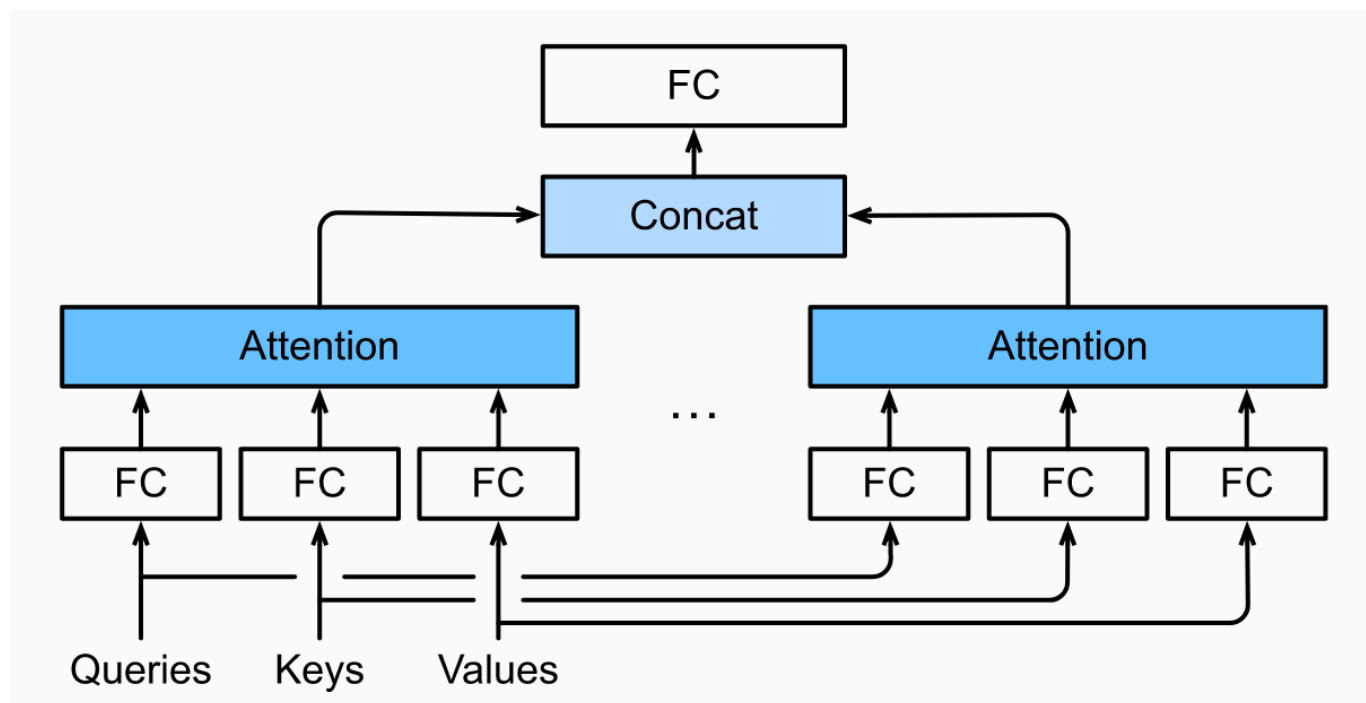 FC
Concat
Attention Attention
...
FC FC FC FC FC FC
Queries Keys Values